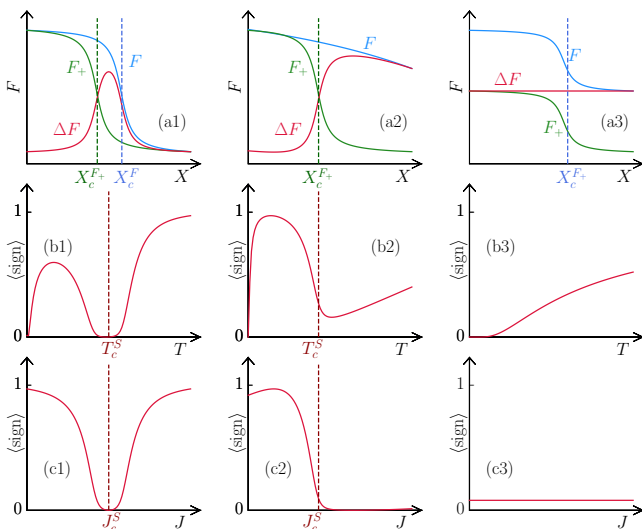 F
F₊
F
ΔF
(a1)
X_c^{F₊}
X_c^F
X
F
F₊
F
ΔF
(a2)
X_c^{F₊}
X
F
F
ΔF
F₊
(a3)
X_c^{F₊}
X
⟨sign⟩
1
0
(b1)
T_c^S
T
⟨sign⟩
1
0
(b2)
T_c^S
T
⟨sign⟩
1
0
(b3)
T
⟨sign⟩
1
0
(c1)
J_c^S
J
⟨sign⟩
1
0
(c2)
J_c^S
J
⟨sign⟩
1
0
(c3)
J